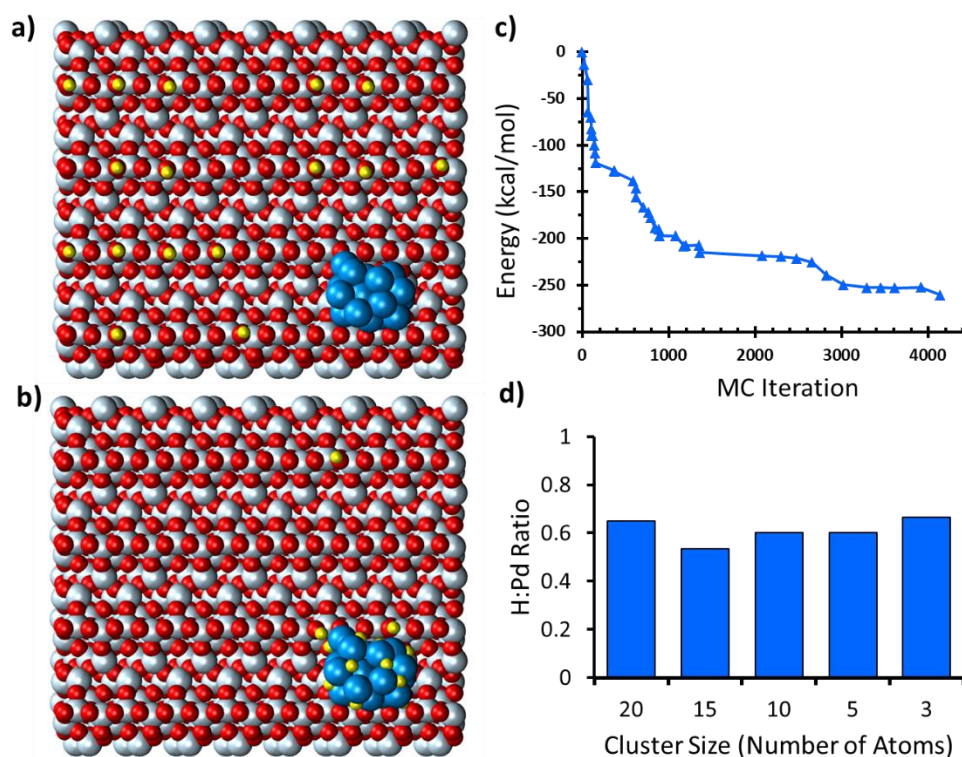 a)
b)
c)
0
-50
-100
-150
-200
-250
-300
Energy (kcal/mol)
0 1000 2000 3000 4000
MC Iteration
d)
1
0.8
0.6
0.4
0.2
0
H:Pd Ratio
20 15 10 5 3
Cluster Size (Number of Atoms)